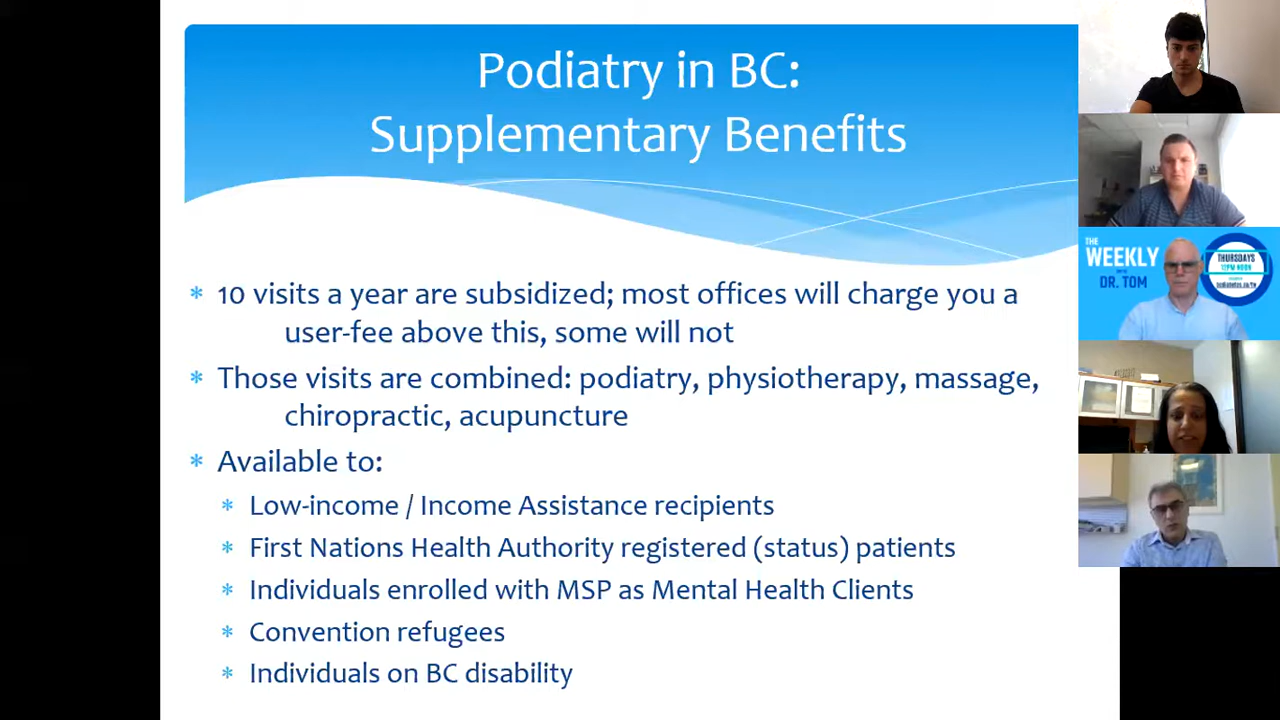 Podiatry in BC:
Supplementary Benefits
* 10 visits a year are subsidized; most offices will charge you a
user-fee above this, some will not
* Those visits are combined: podiatry, physiotherapy, massage,
chiropractic, acupuncture
* Available to:
* Low-income / Income Assistance recipients
* First Nations Health Authority registered (status) patients
* Individuals enrolled with MSP as Mental Health Clients
* Convention refugees
* Individuals on BC disability
THE
WEEKLY
DR. TOM
THURSDAYS